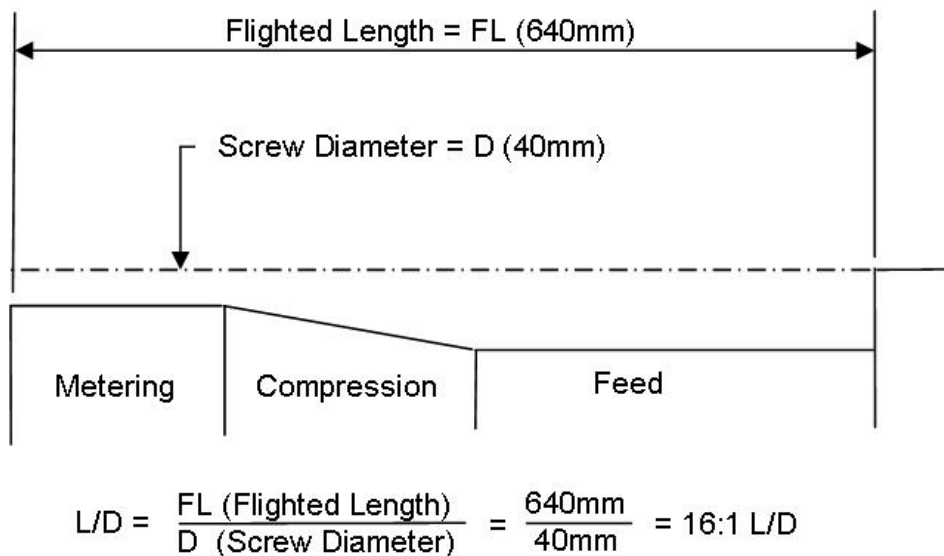 Flighted Length = FL (640mm)
Screw Diameter = D (40mm)
Metering Compression Feed
L/D = FL (Flighted Length) / D (Screw Diameter) = 640mm / 40mm = 16:1 L/D